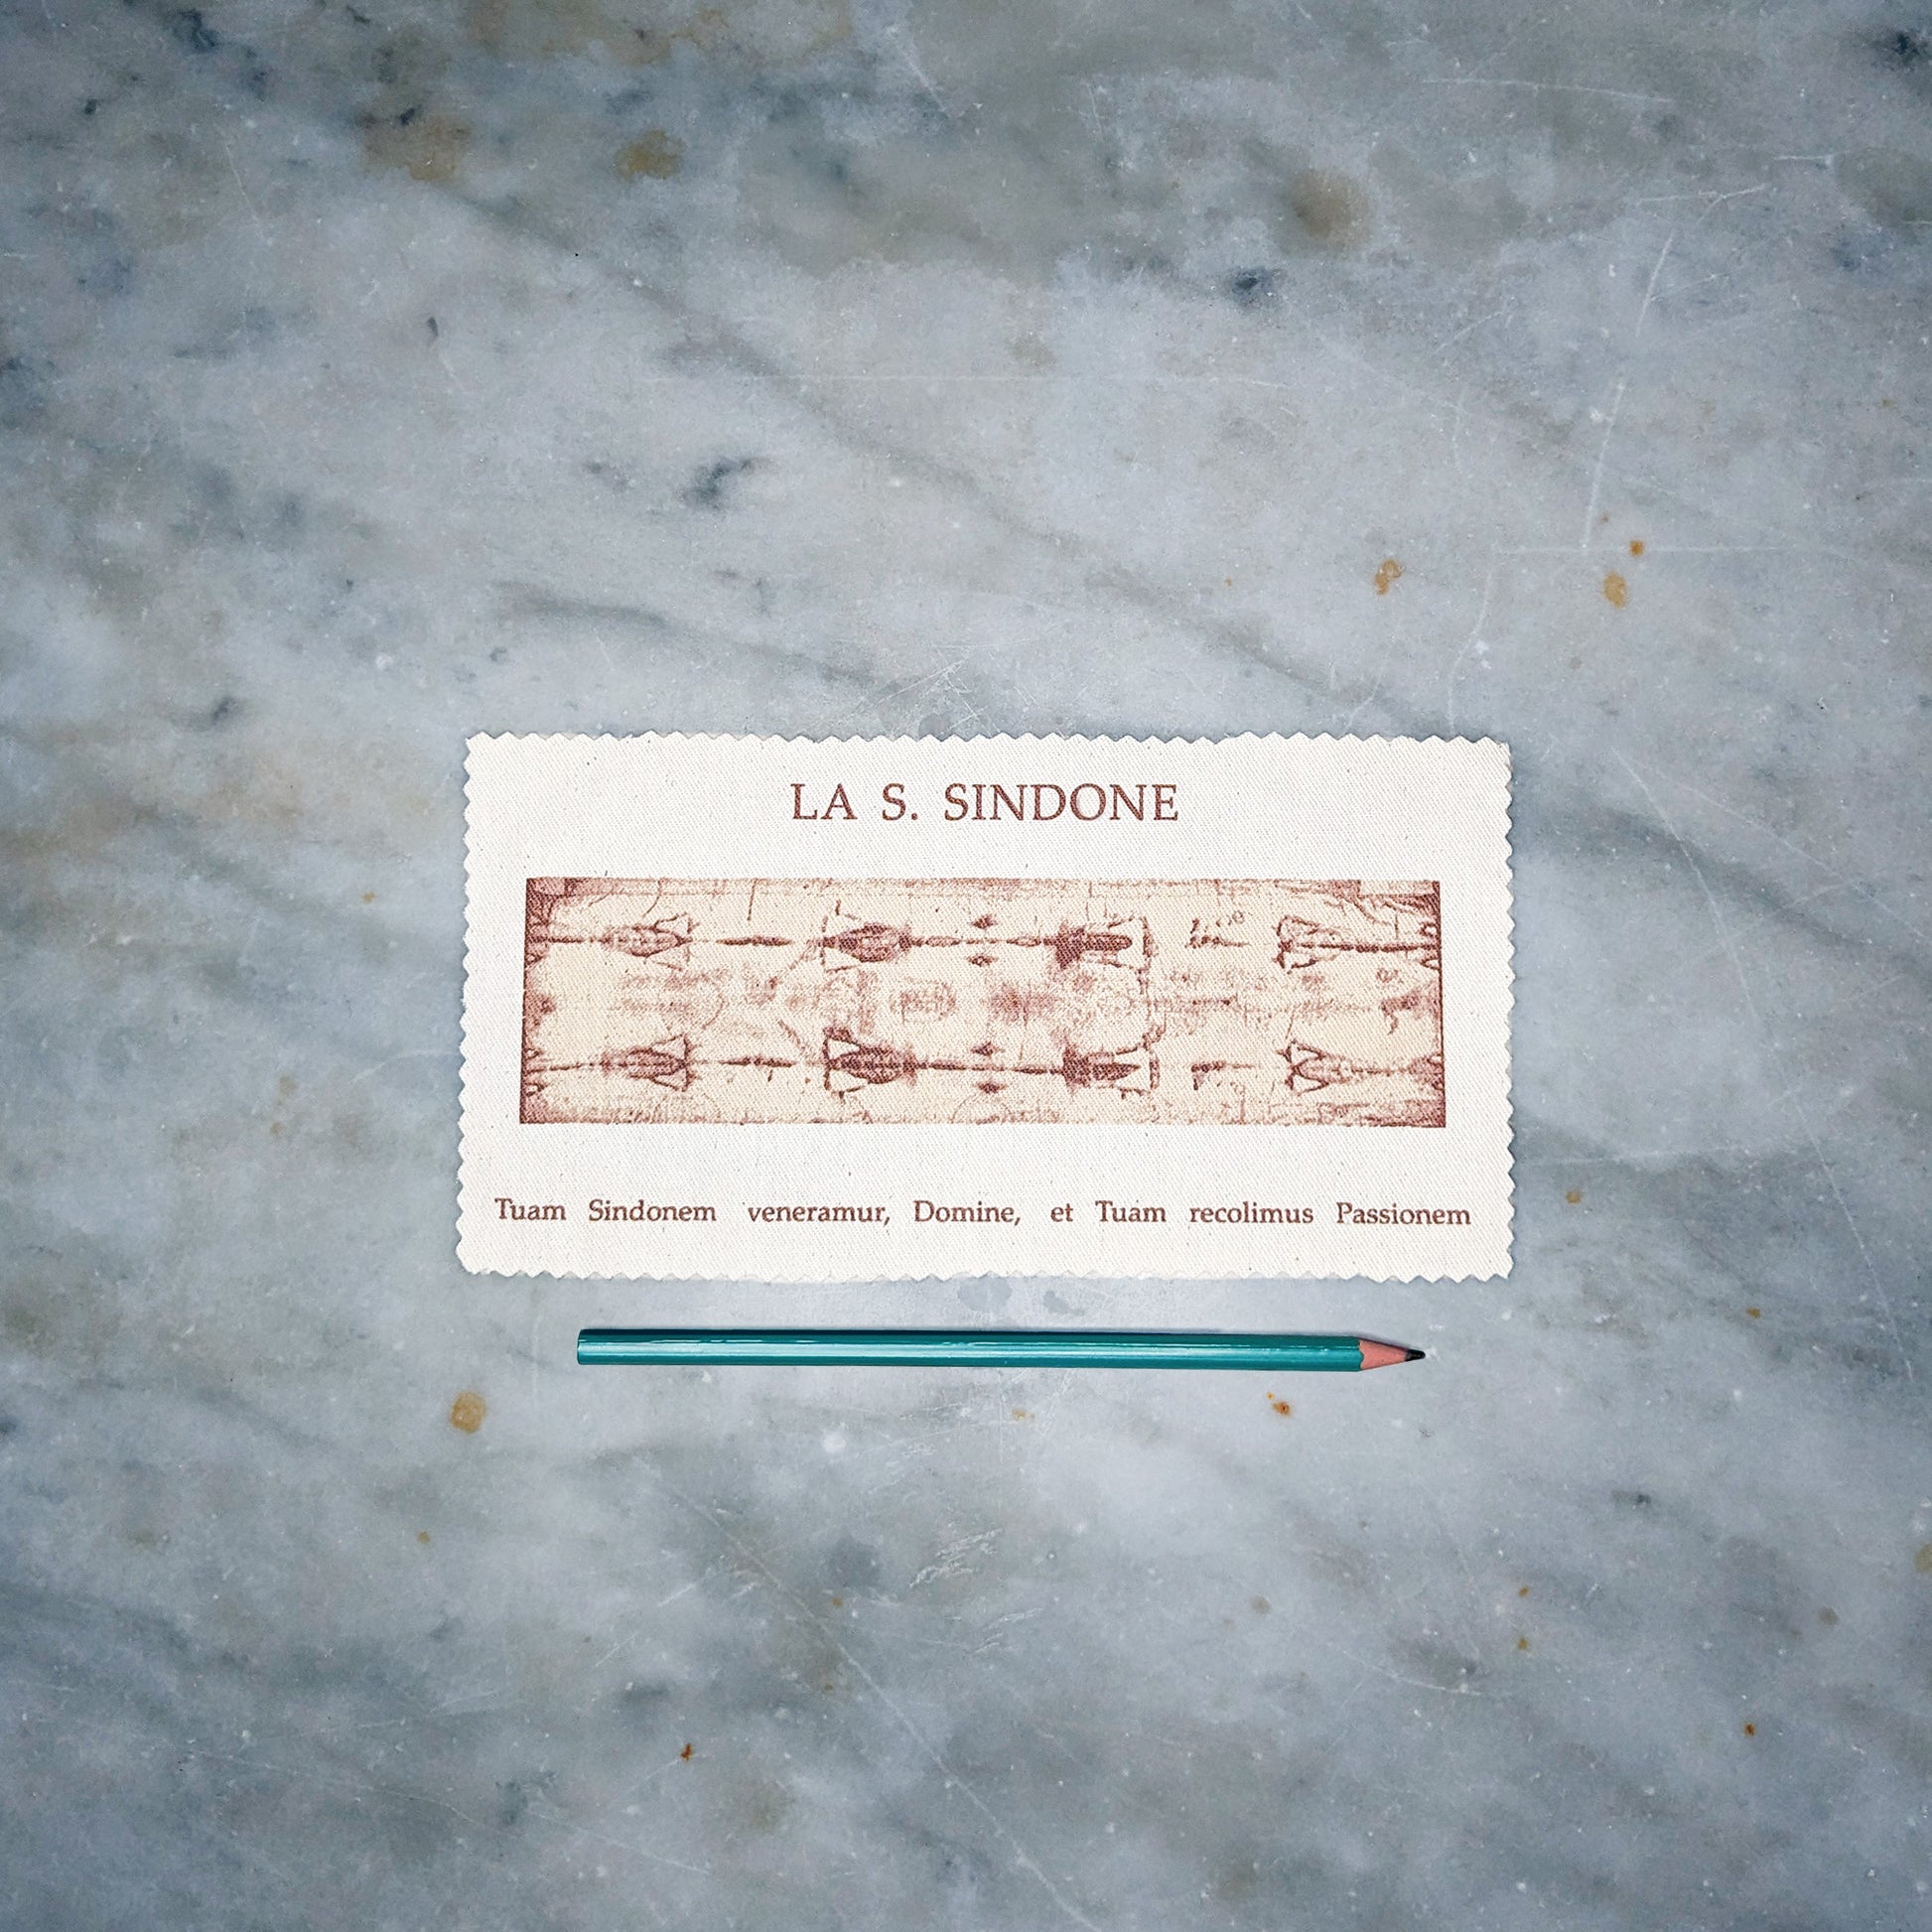 LA S. SINDONE
Tuam Sindonem veneramur, Domine, et Tuam recolimus Passionem